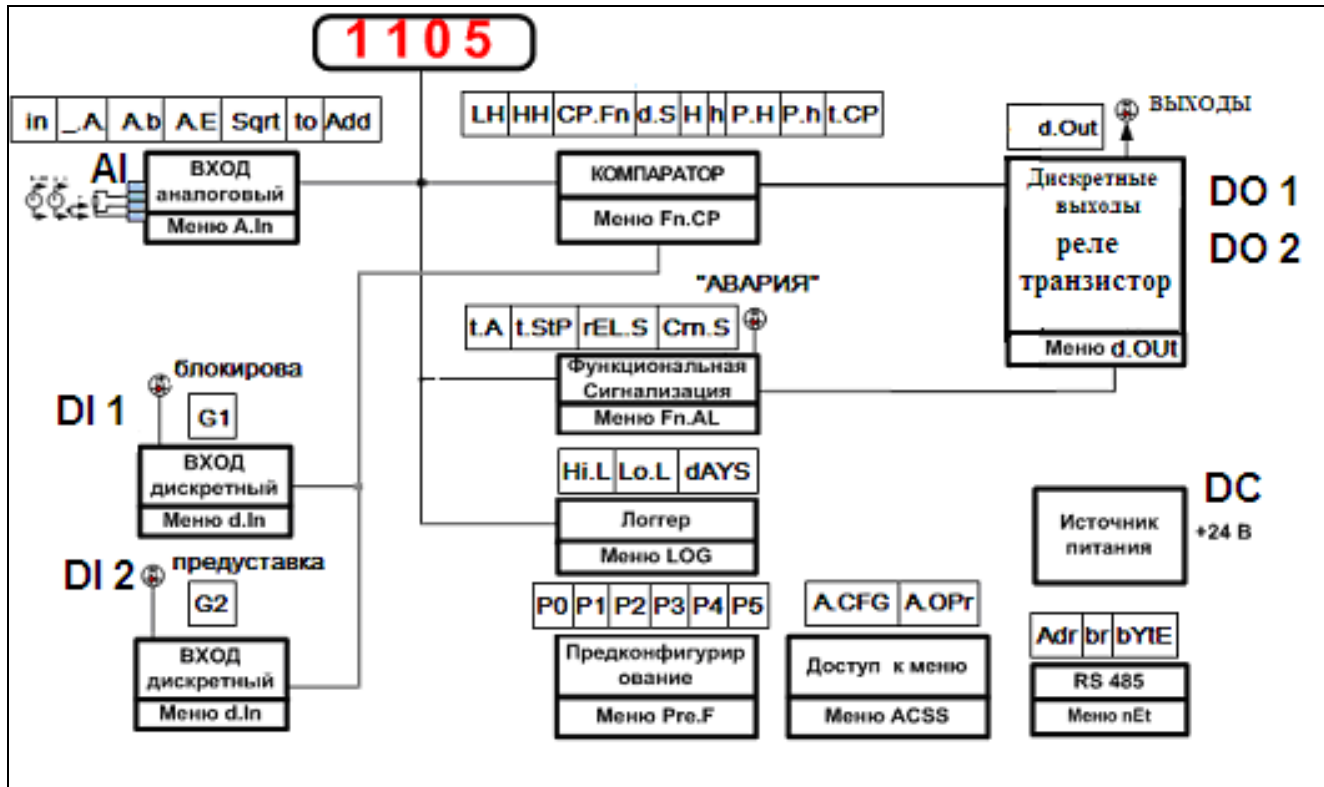 1105
in _.A A.b A.E Sqrt to Add
LH HH CP.Fn d.S H h P.H P.h t.CP
d.Out
ВЫХОДЫ
AI
ВХОД
аналоговый
Меню A.In
КОМПАРАТОР
Меню Fn.CP
Дискретные
выходы
реле
транзистор
Меню d.OUt
DO 1
DO 2
"АВАРИЯ"
t.A t.StP rEL.S Crn.S
Функциональная
Сигнализация
Меню Fn.AL
блокирова
DI 1
G1
ВХОД
дискретный
Меню d.In
Hi.L Lo.L dAYS
Логгер
Меню LOG
DC
Источник
питания
+24 В
предуставка
DI 2
G2
ВХОД
дискретный
Меню d.In
P0 P1 P2 P3 P4 P5
Предконфигурир
ование
Меню Pre.F
A.CFG A.OPr
Доступ к меню
Меню ACSS
Adr br bYtE
RS 485
Меню nEt